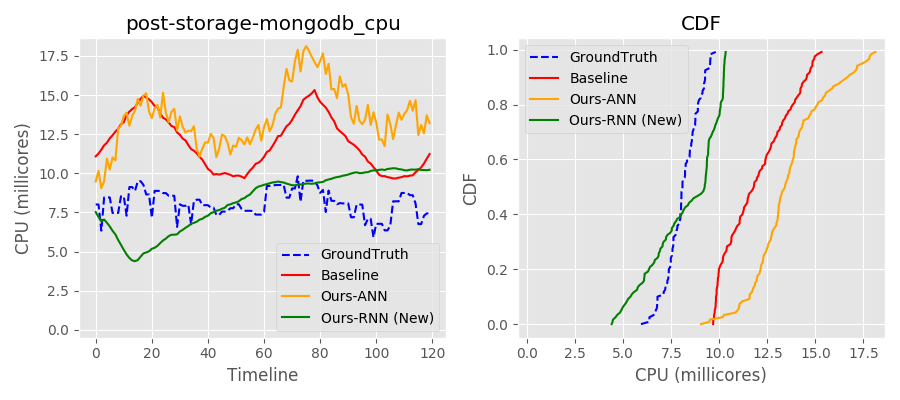 post-storage-mongodb_cpu
CPU (millicores)
17.5
15.0
12.5
10.0
7.5
5.0
2.5
0.0
GroundTruth
Baseline
Ours-ANN
Ours-RNN (New)
0
20
40
60
80
100
120
Timeline
CDF
CDF
1.0
0.8
0.6
0.4
0.2
0.0
GroundTruth
Baseline
Ours-ANN
Ours-RNN (New)
0.0
2.5
5.0
7.5
10.0
12.5
15.0
17.5
CPU (millicores)